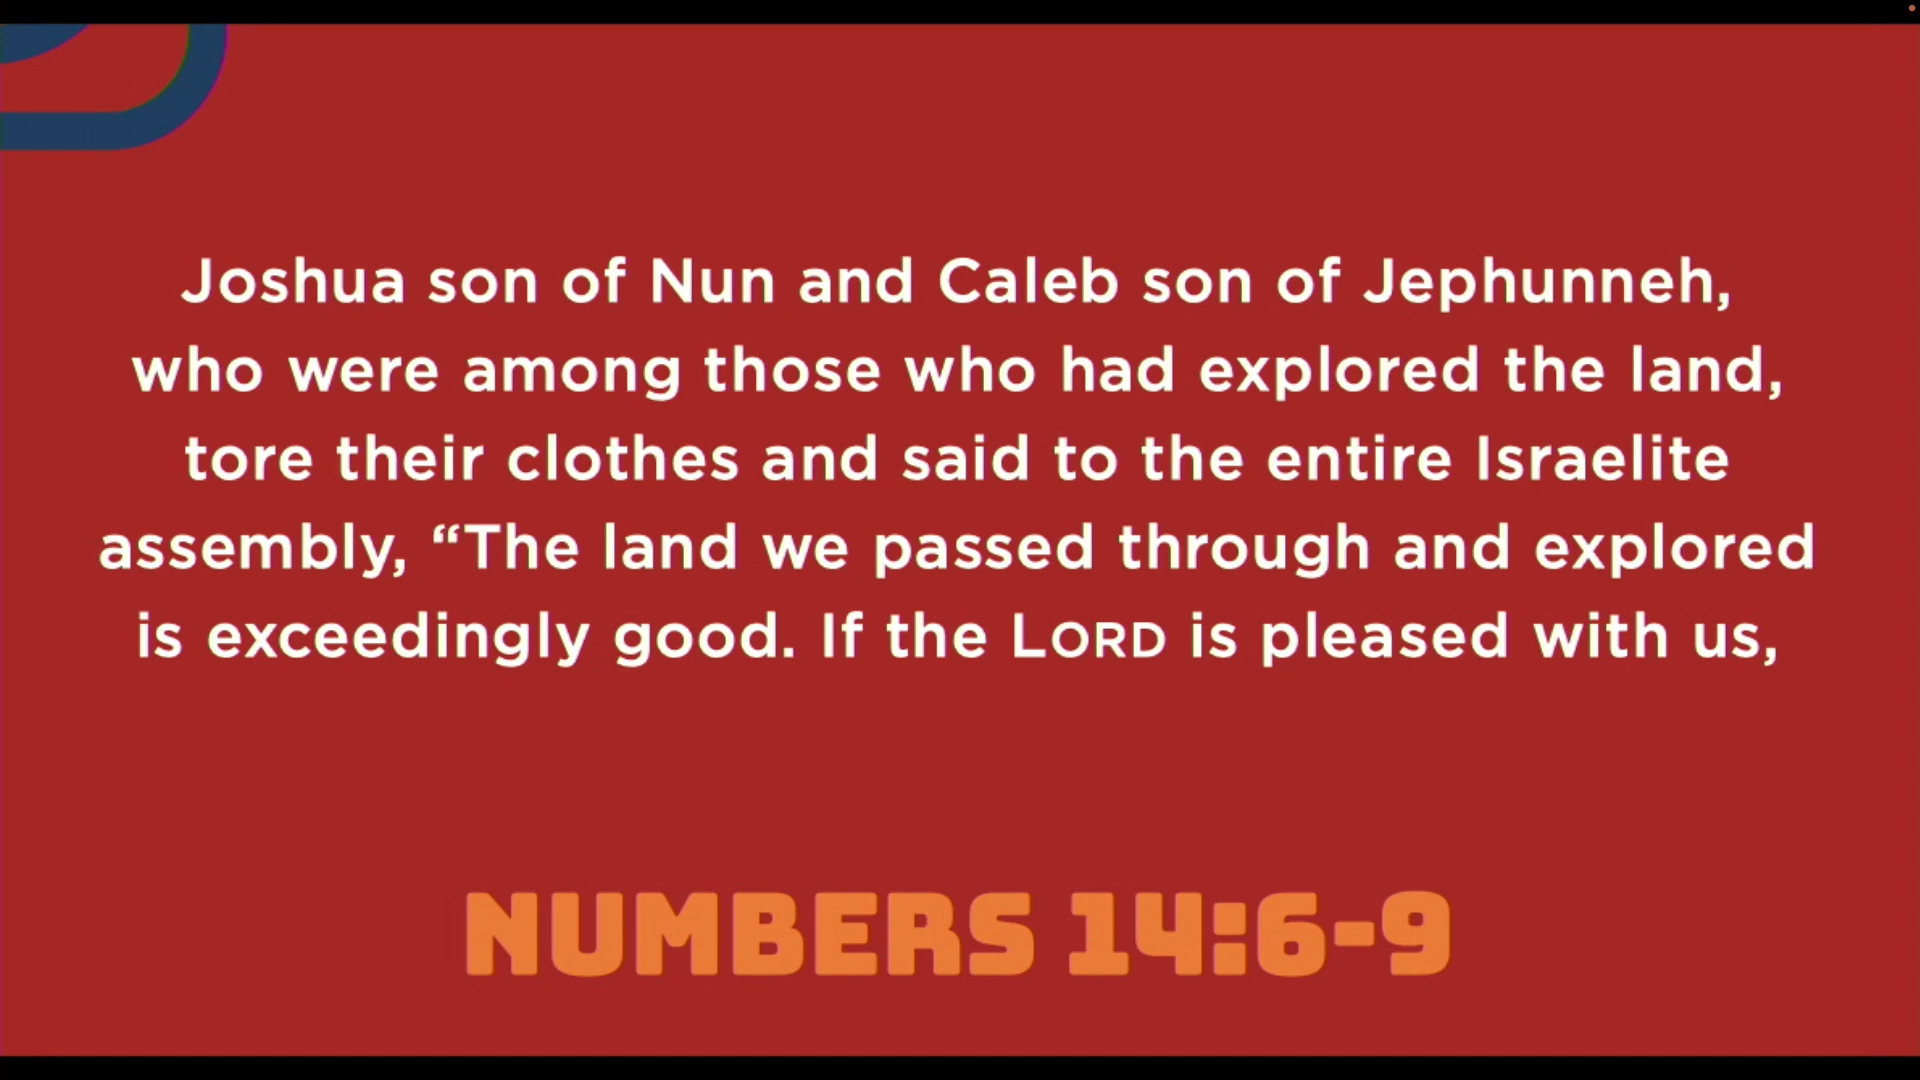 Joshua son of Nun and Caleb son of Jephunneh,
who were among those who had explored the land,
tore their clothes and said to the entire Israelite
assembly, “The land we passed through and explored
is exceedingly good. If the LORD is pleased with us,
NUMBERS 14:6-9